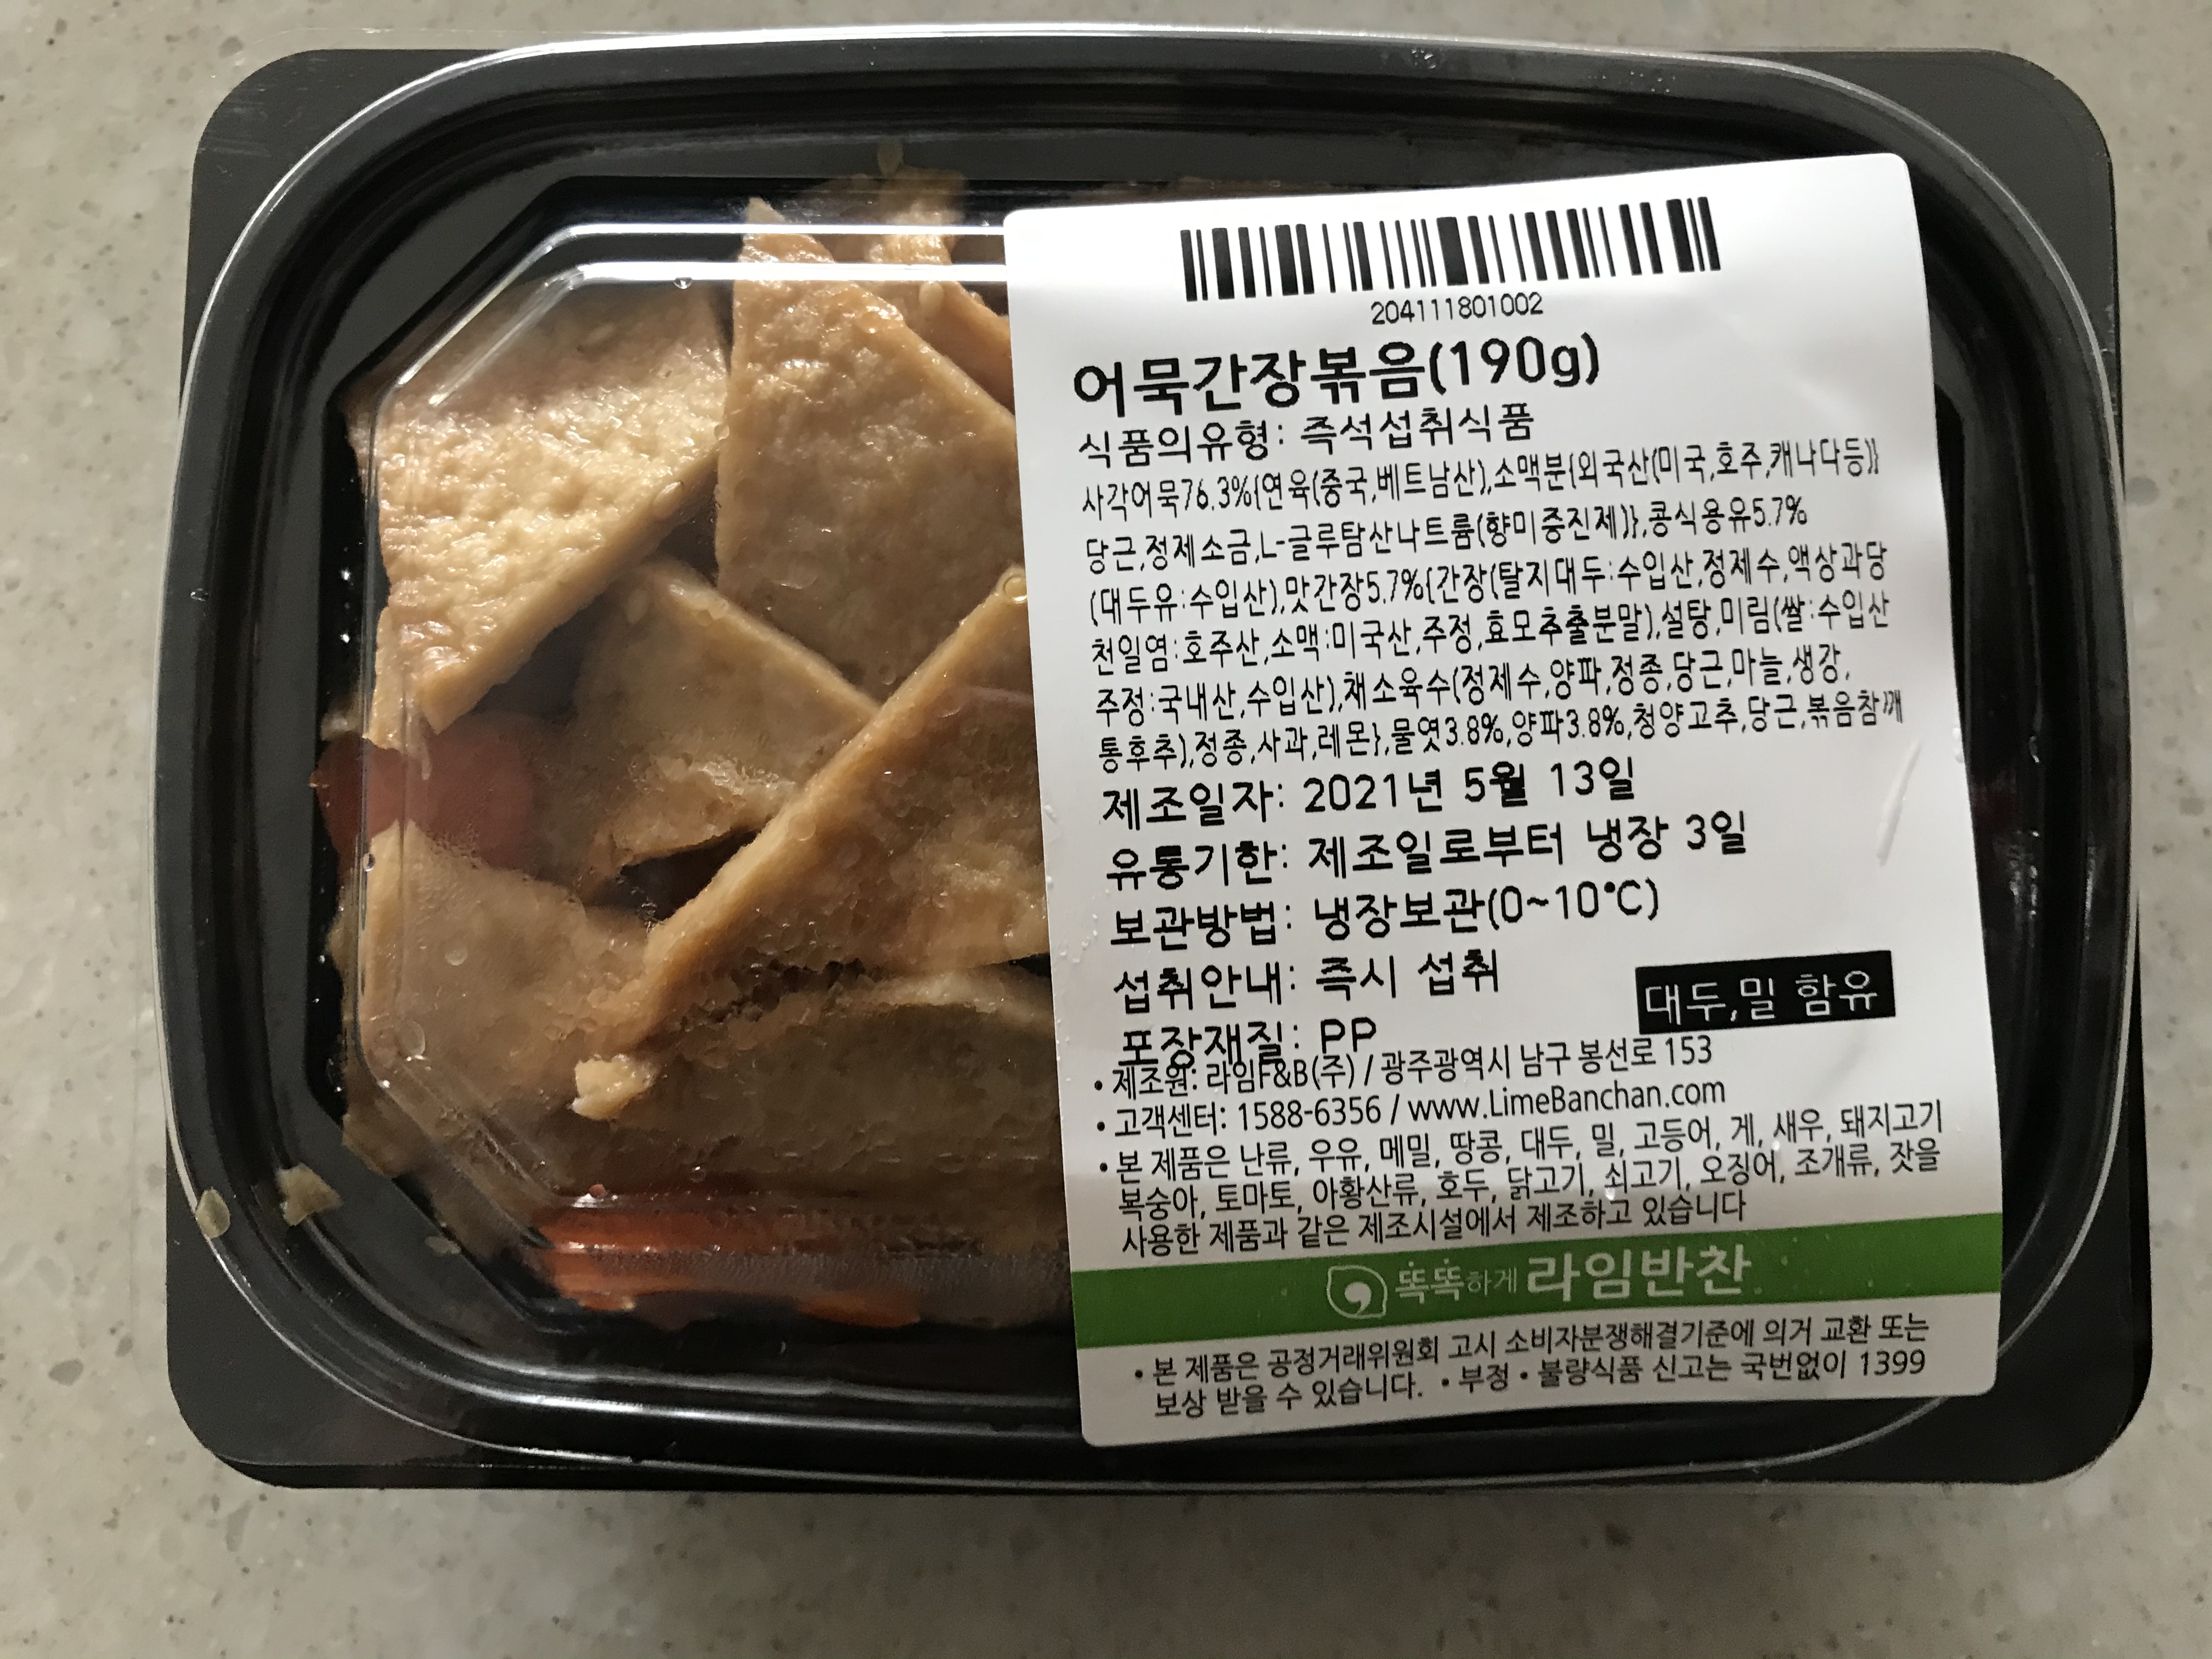 204111801002
어묵간장볶음(190g)
식품의유형: 즉석섭취식품
사각어묵76.3%{연육(중국,베트남산),소맥분{외국산(미국,호주,캐나다등)}
당근,정제소금,L-글루탐산나트륨(향미증진제)},콩식용유5.7%
(대두유:수입산),맛간장5.7%{간장(탈지대두:수입산,정제수,액상과당
천일염:호주산,소맥:미국산,주정,효모추출분말),설탕,미림(쌀:수입산
주정:국내산,수입산),채소육수(정제수,양파,정종,당근,마늘,생강,
통후추),정종,사과,레몬},물엿3.8%,양파3.8%,청양고추,당근,볶음참깨
제조일자: 2021년 5월 13일
유통기한: 제조일로부터 냉장 3일
보관방법: 냉장보관(0~10℃)
섭취안내: 즉시 섭취
대두,밀 함유
포장재질: PP
• 제조원: 라임F&B(주) / 광주광역시 남구 봉선로 153
• 고객센터: 1588-6356 / www.LimeBanchan.com
• 본 제품은 난류, 우유, 메밀, 땅콩, 대두, 밀, 고등어, 게, 새우, 돼지고기
복숭아, 토마토, 아황산류, 호두, 닭고기, 쇠고기, 오징어, 조개류, 잣을
사용한 제품과 같은 제조시설에서 제조하고 있습니다
똑똑하게 라임반찬
• 본 제품은 공정거래위원회 고시 소비자분쟁해결기준에 의거 교환 또는
보상 받을 수 있습니다. • 부정 • 불량식품 신고는 국번없이 1399